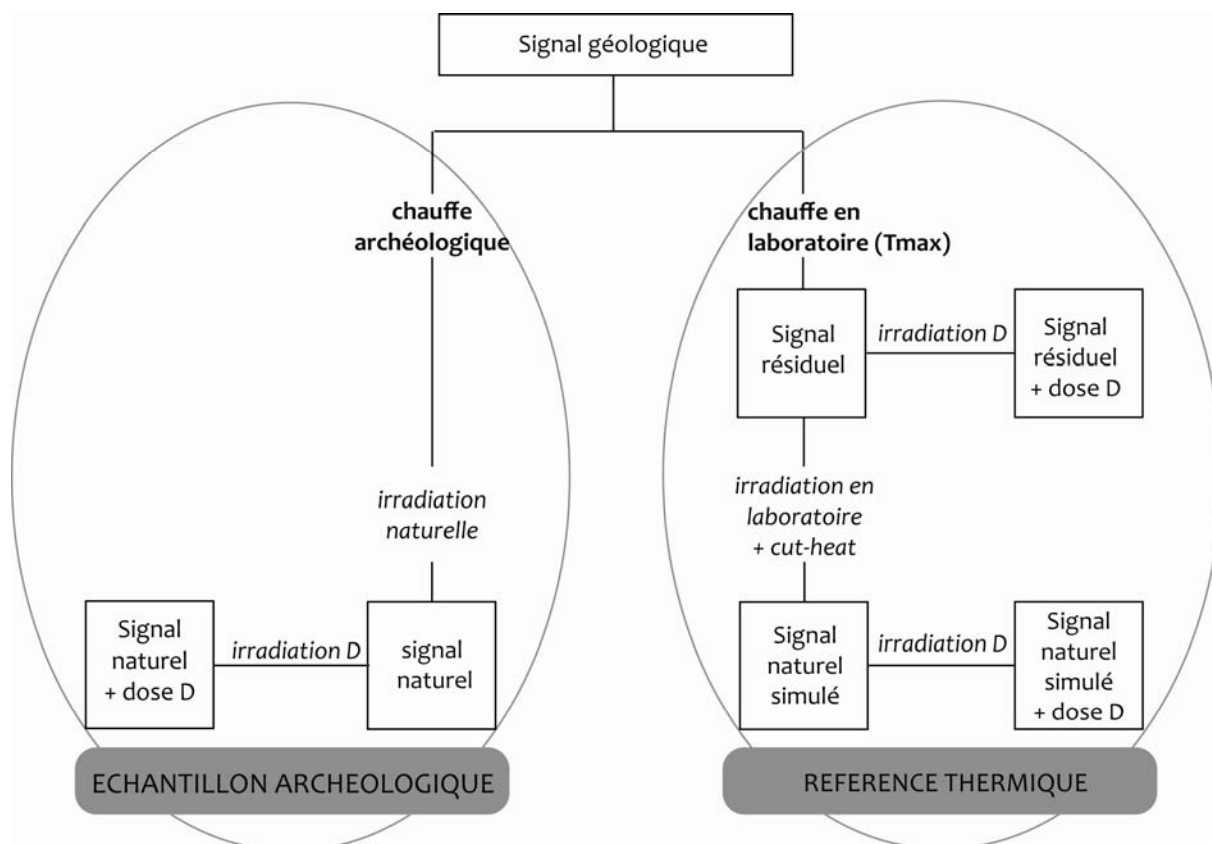 Signal géologique
chauffe
archéologique
irradiation
naturelle
Signal
naturel
+ dose D
irradiation D
signal
naturel
ECHANTILLON ARCHEOLOGIQUE
chauffe en
laboratoire (Tmax)
Signal
résiduel
irradiation D
Signal
résiduel
+ dose D
irradiation en
laboratoire
+ cut-heat
Signal
naturel
simulé
irradiation D
Signal
naturel
simulé
+ dose D
REFERENCE THERMIQUE